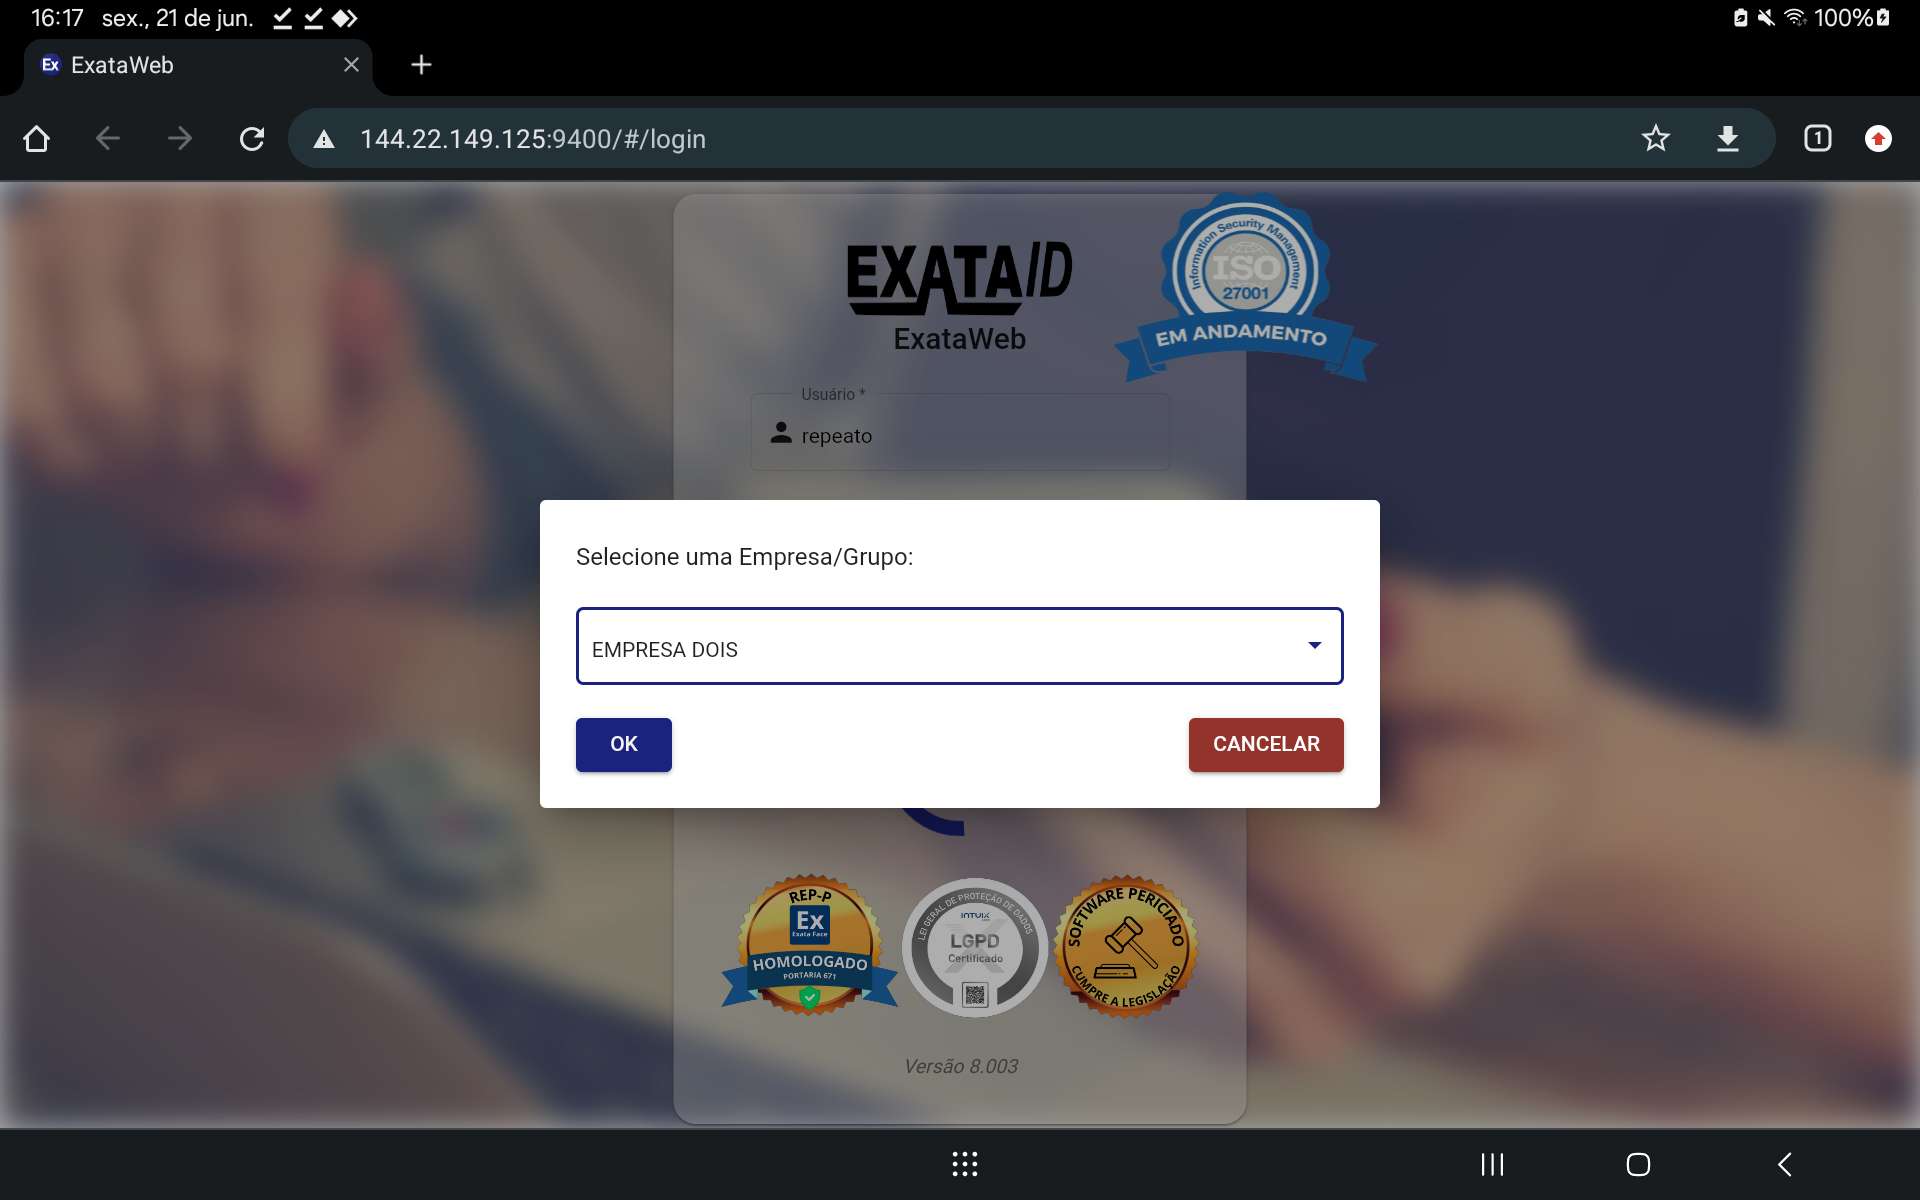 16:17 sex., 21 de jun.
100%
Ex ExataWeb
144.22.149.125:9400/#/login
1
EXATAID
ExataWeb
Information Security Management
ISO
27001
EM ANDAMENTO
Usuário *
repeato
Selecione uma Empresa/Grupo:
EMPRESA DOIS
OK
CANCELAR
REP-P
Ex
Exata Face
HOMOLOGADO
PORTARIA 671
LEI GERAL DE PROTEÇÃO DE DADOS
INTUIX
LGPD
Certificado
SOFTWARE PERICIADO
CUMPRE A LEGISLAÇÃO
Versão 8.003